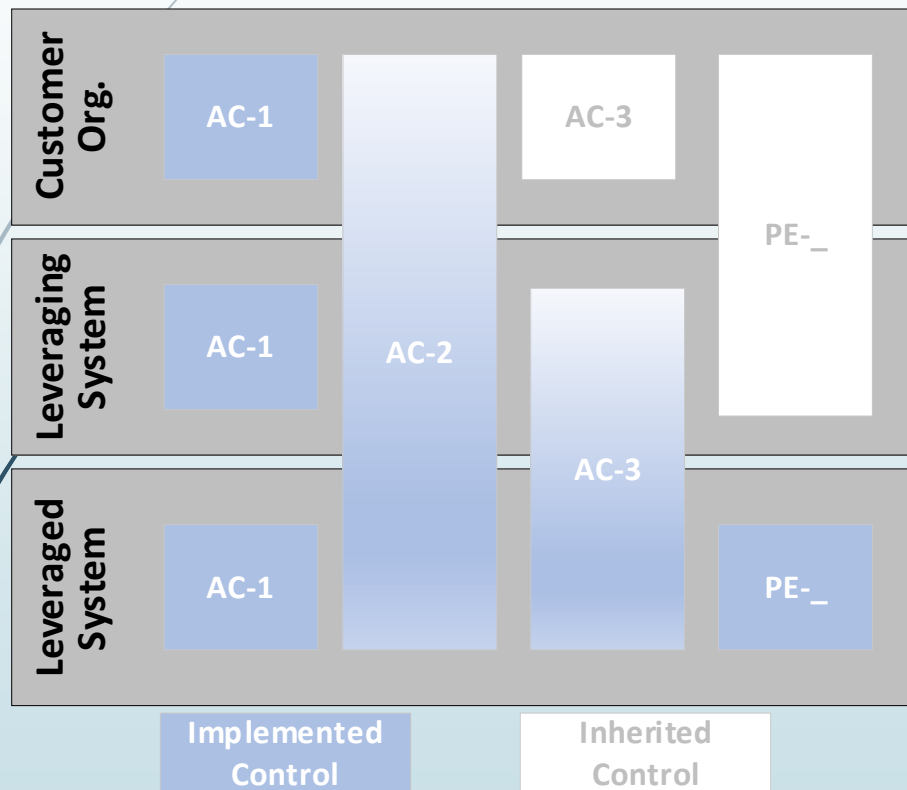 Customer
Org.
AC-1
AC-3
PE-_
Leveraging
System
AC-1
AC-2
AC-3
Leveraged
System
AC-1
PE-_
Implemented
Control
Inherited
Control